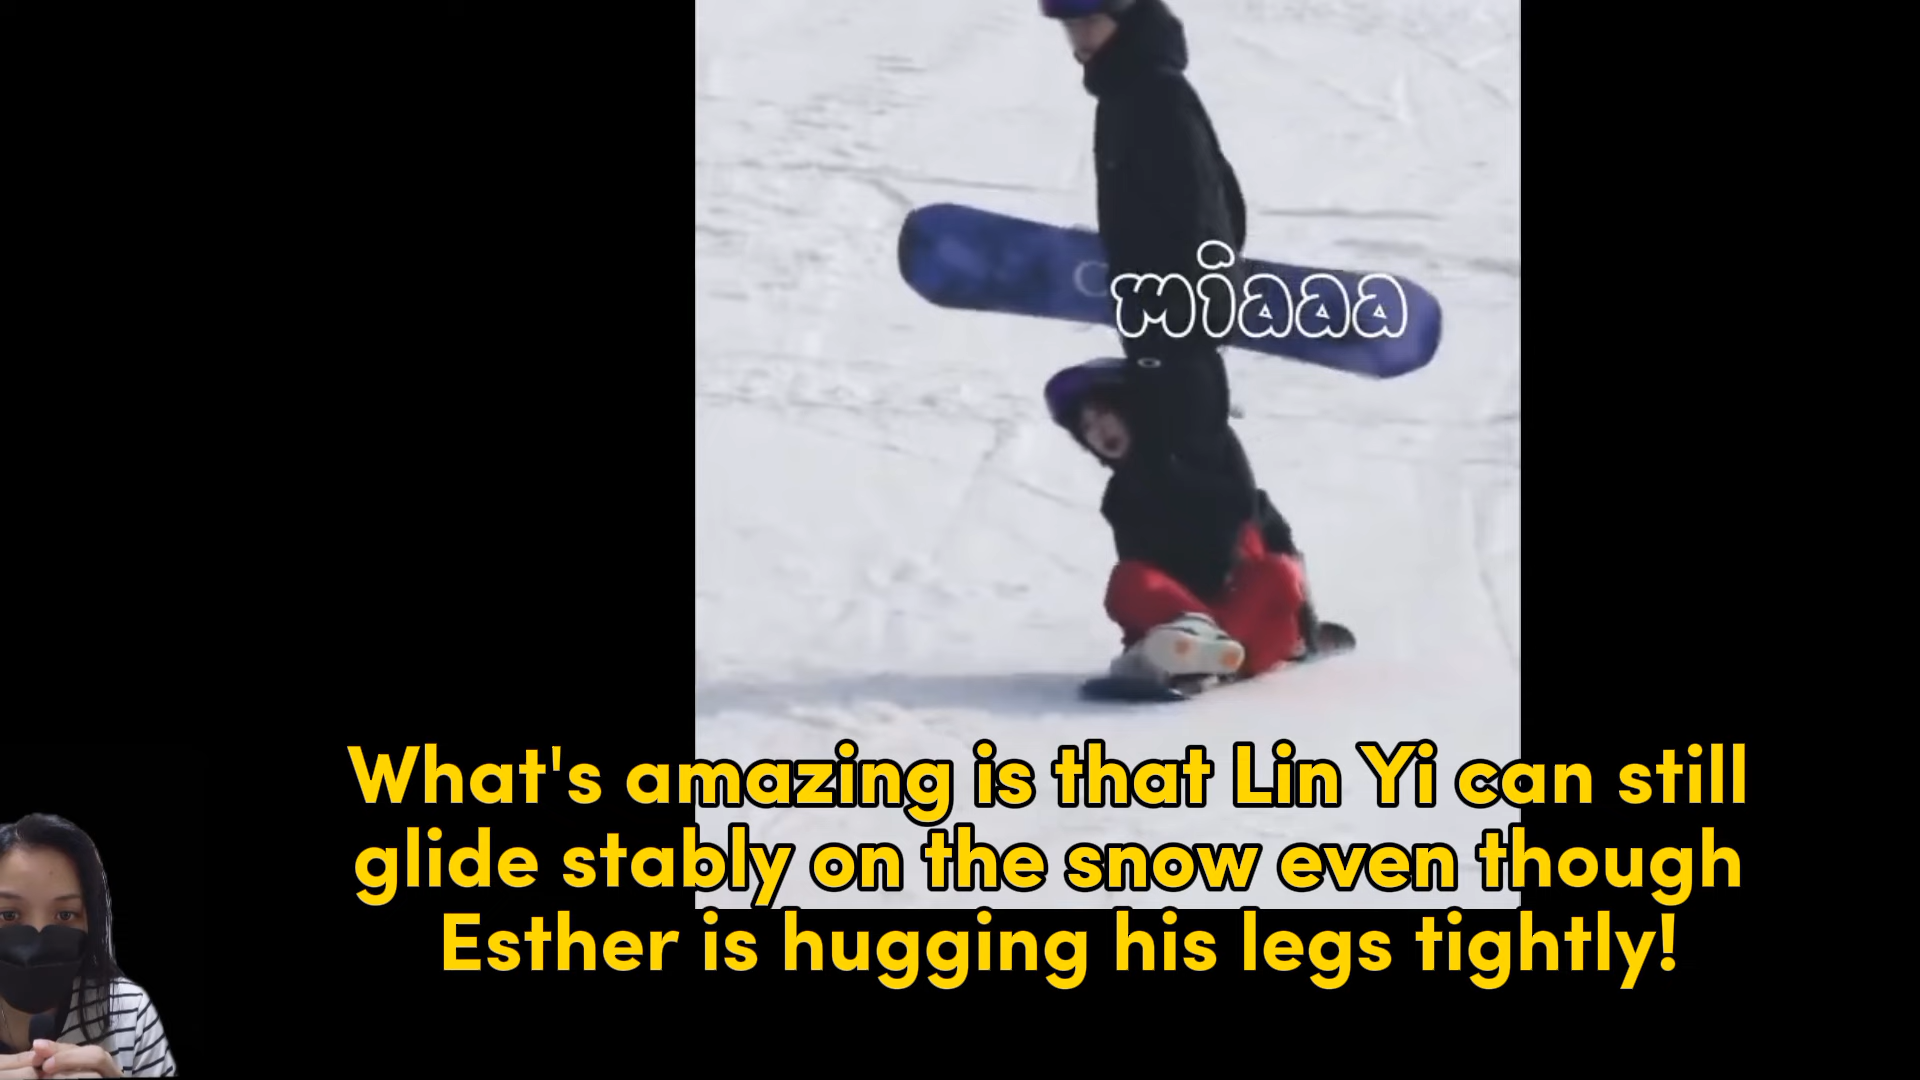 miaaa
What's amazing is that Lin Yi can still
glide stably on the snow even though
Esther is hugging his legs tightly!